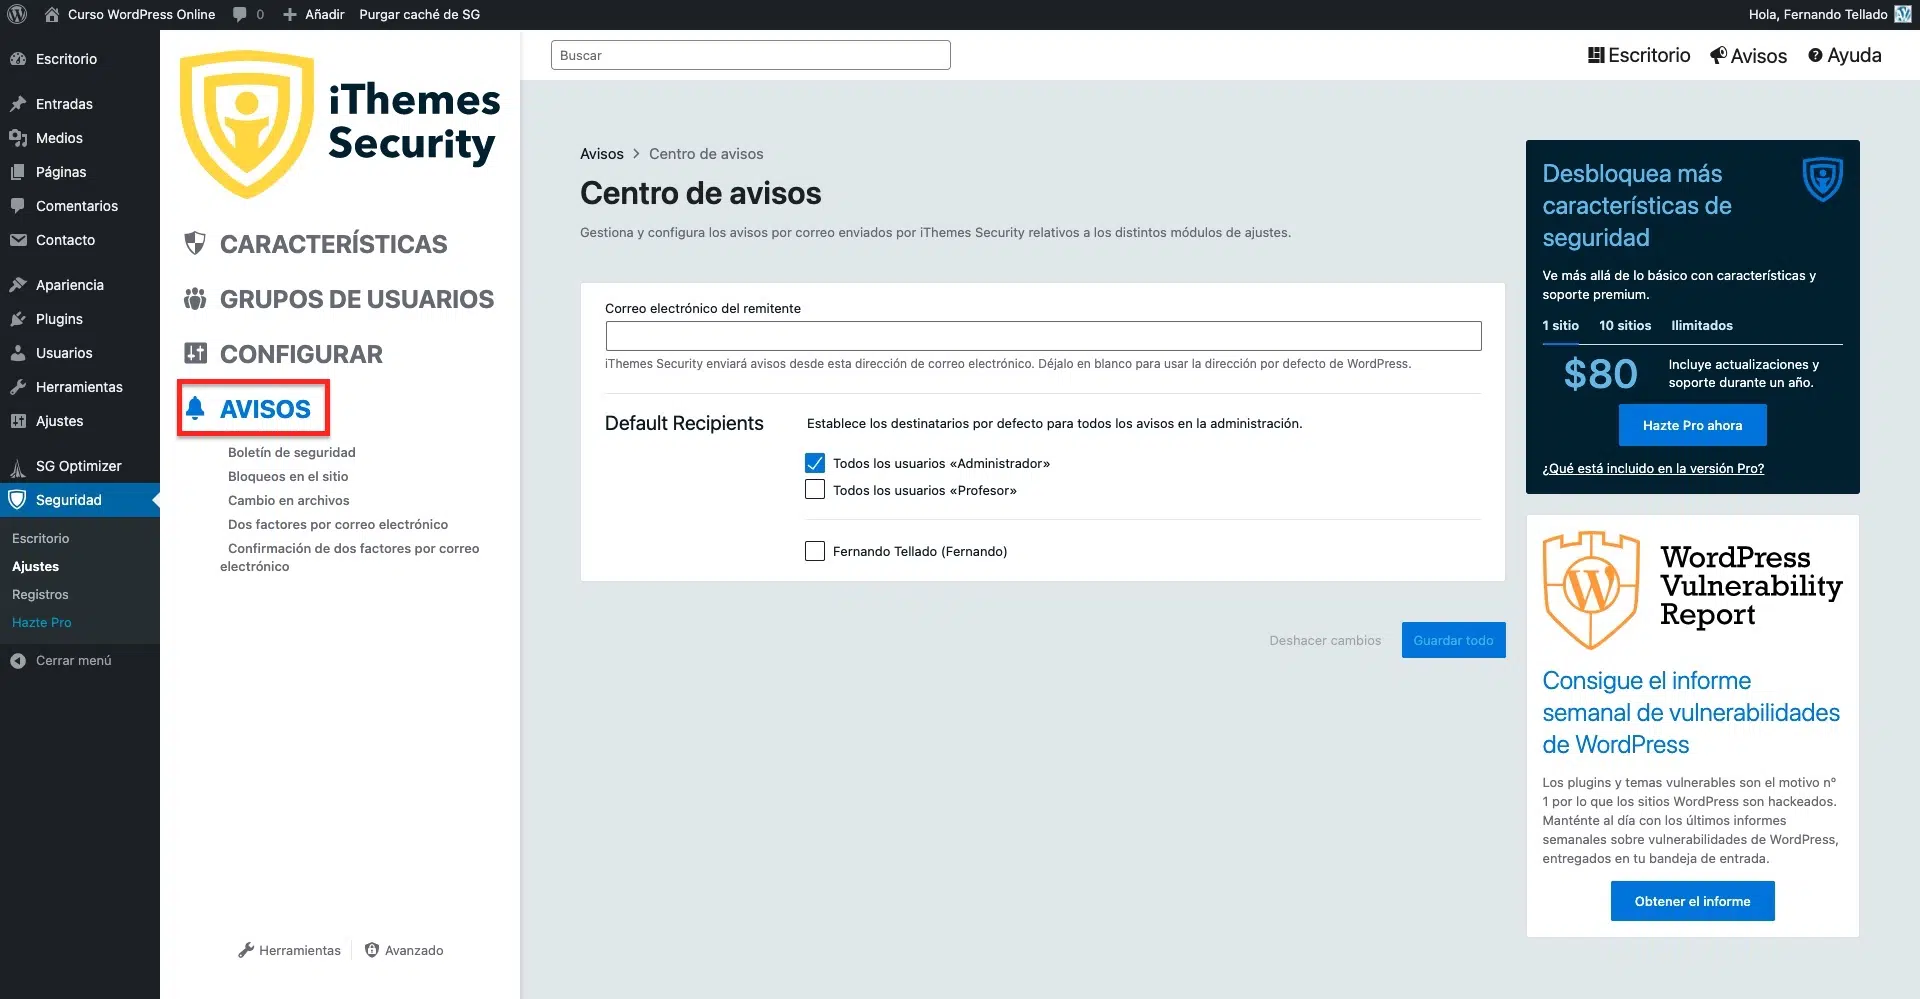 Curso WordPress Online
0
Añadir
Purgar caché de SG
Hola, Fernando Tellado
Escritorio
Entradas
Medios
Páginas
Comentarios
Contacto
Apariencia
Plugins
Usuarios
Herramientas
Ajustes
SG Optimizer
Seguridad
Escritorio
Ajustes
Registros
Hazte Pro
Cerrar menú
iThemes
Security
CARACTERÍSTICAS
GRUPOS DE USUARIOS
CONFIGURAR
AVISOS
Boletín de seguridad
Bloqueos en el sitio
Cambio en archivos
Dos factores por correo electrónico
Confirmación de dos factores por correo
electrónico
Herramientas
Avanzado
Buscar
Escritorio
Avisos
Ayuda
Avisos > Centro de avisos
Centro de avisos
Gestiona y configura los avisos por correo enviados por iThemes Security relativos a los distintos módulos de ajustes.
Correo electrónico del remitente
iThemes Security enviará avisos desde esta dirección de correo electrónico. Déjalo en blanco para usar la dirección por defecto de WordPress.
Default Recipients
Establece los destinatarios por defecto para todos los avisos en la administración.
Todos los usuarios «Administrador»
Todos los usuarios «Profesor»
Fernando Tellado (Fernando)
Deshacer cambios
Guardar todo
Desbloquea más
características de
seguridad
Ve más allá de lo básico con características y
soporte premium.
1 sitio
10 sitios
Ilimitados
$80
Incluye actualizaciones y
soporte durante un año.
Hazte Pro ahora
¿Qué está incluido en la versión Pro?
WordPress
Vulnerability
Report
Consigue el informe
semanal de vulnerabilidades
de WordPress
Los plugins y temas vulnerables son el motivo nº
1 por lo que los sitios WordPress son hackeados.
Manténte al día con los últimos informes
semanales sobre vulnerabilidades de WordPress,
entregados en tu bandeja de entrada.
Obtener el informe